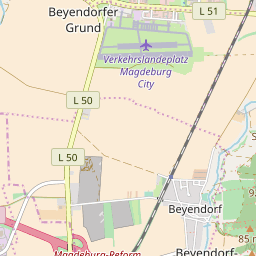 Beyendorfer
Grund
L 51
Verkehrslandeplatz
Magdeburg
City
L 50
L 50
Beyendorf
85 m
Magdeburg-Reform
Beyendorf-